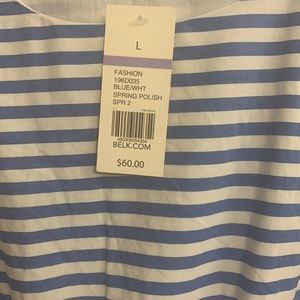 L
FASHION
196D035
BLUE/WHT
SPRING POLISH
SPR 2
BELK.COM
$60.00